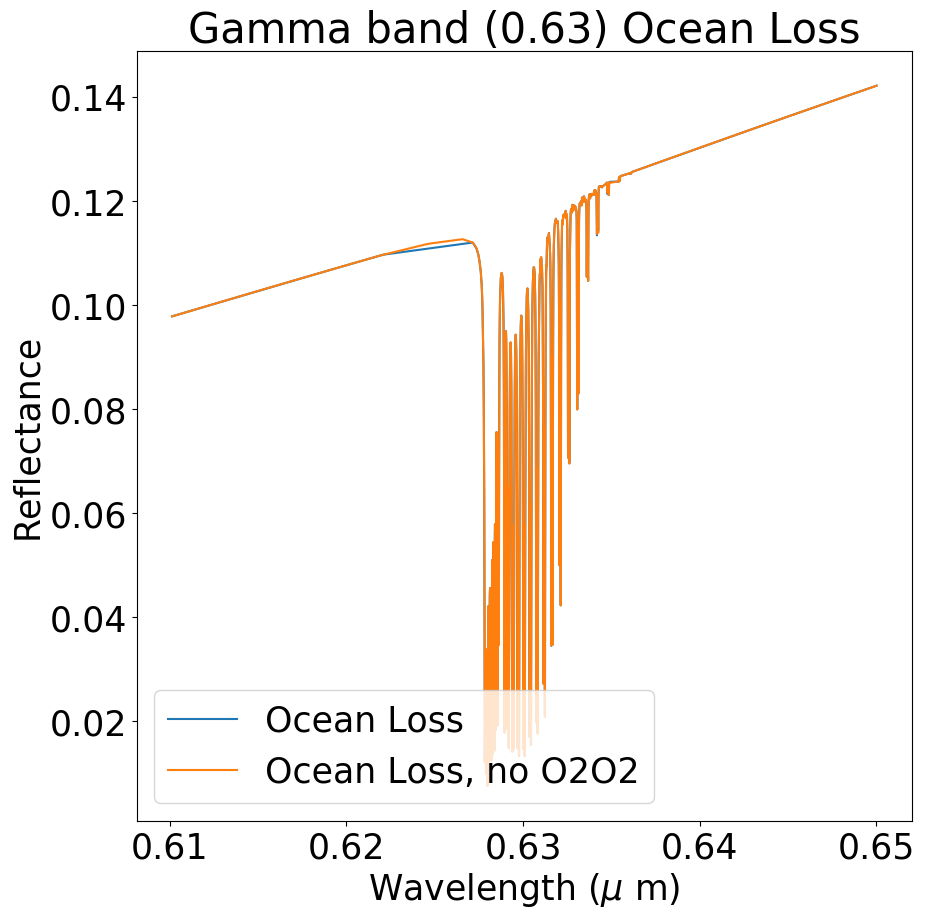 Gamma band (0.63) Ocean Loss
0.14
0.12
0.10
0.08
0.06
0.04
0.02
Reflectance
Ocean Loss
Ocean Loss, no O2O2
0.61 0.62 0.63 0.64 0.65
Wavelength (μ m)